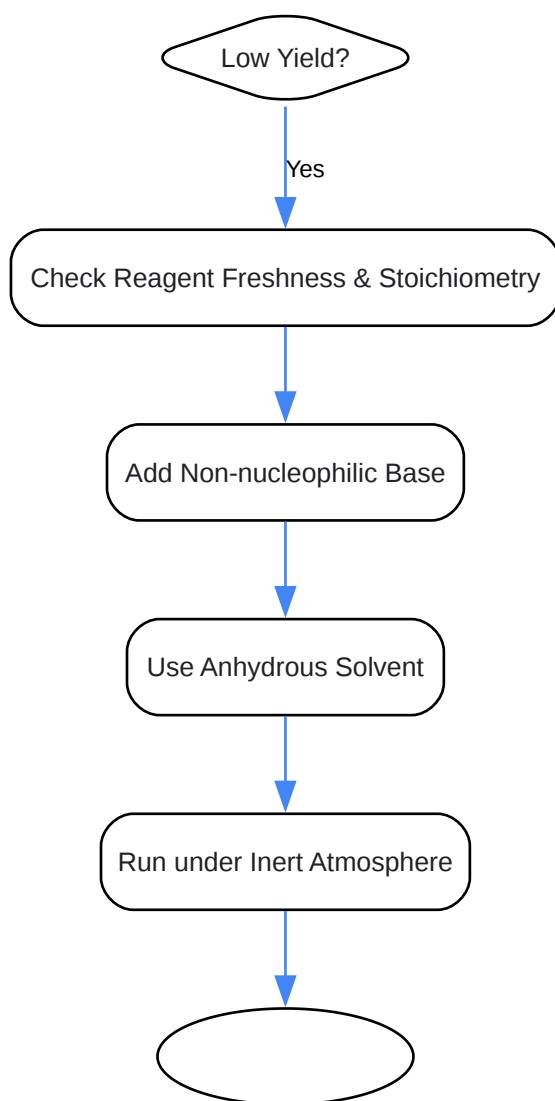 Low Yield?
Yes
Check Reagent Freshness & Stoichiometry
Add Non-nucleophilic Base
Use Anhydrous Solvent
Run under Inert Atmosphere